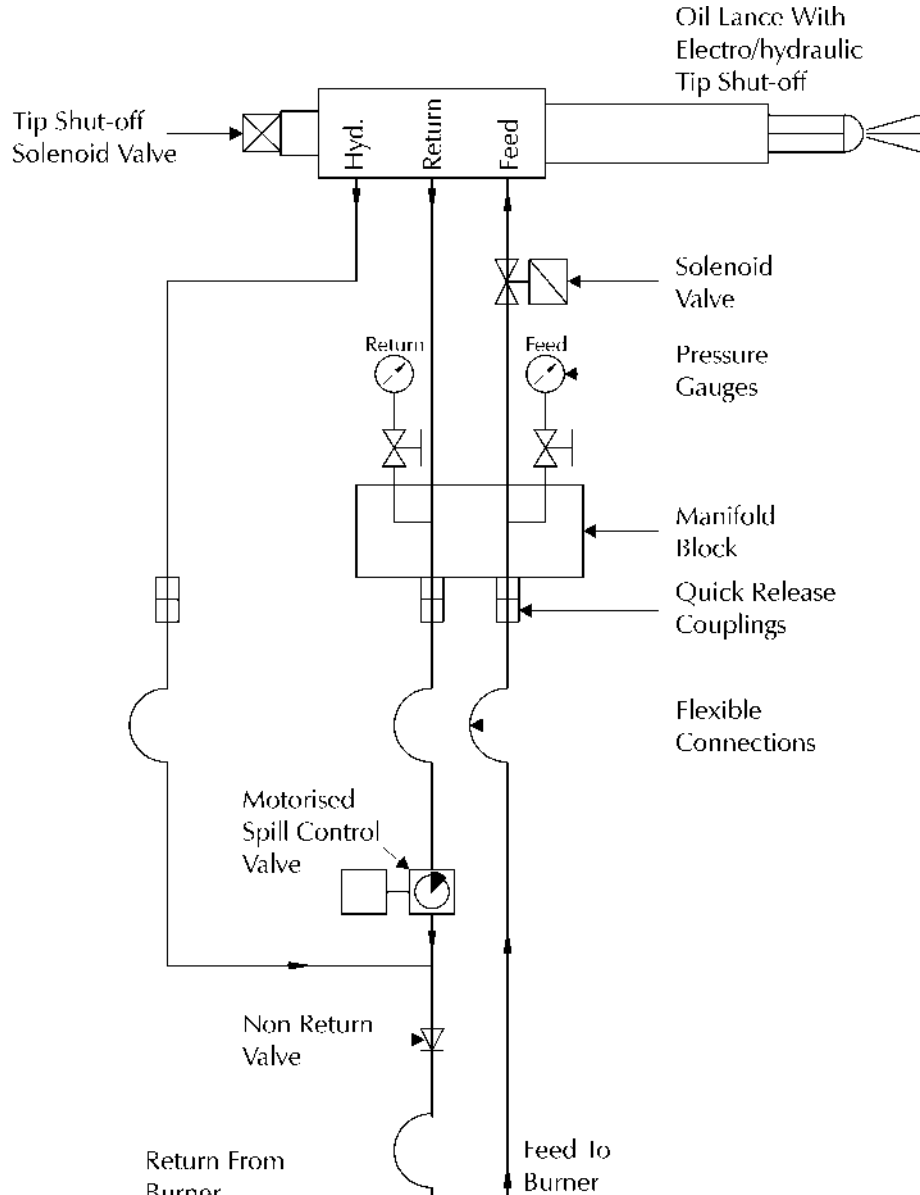 Oil Lance With
Electro/hydraulic
Tip Shut-off
Tip Shut-off
Solenoid Valve
Hyd.
Return
Feed
Solenoid
Valve
Return
Feed
Pressure
Gauges
Manifold
Block
Quick Release
Couplings
Flexible
Connections
Motorised
Spill Control
Valve
Non Return
Valve
Return From
Burner
Feed To
Burner